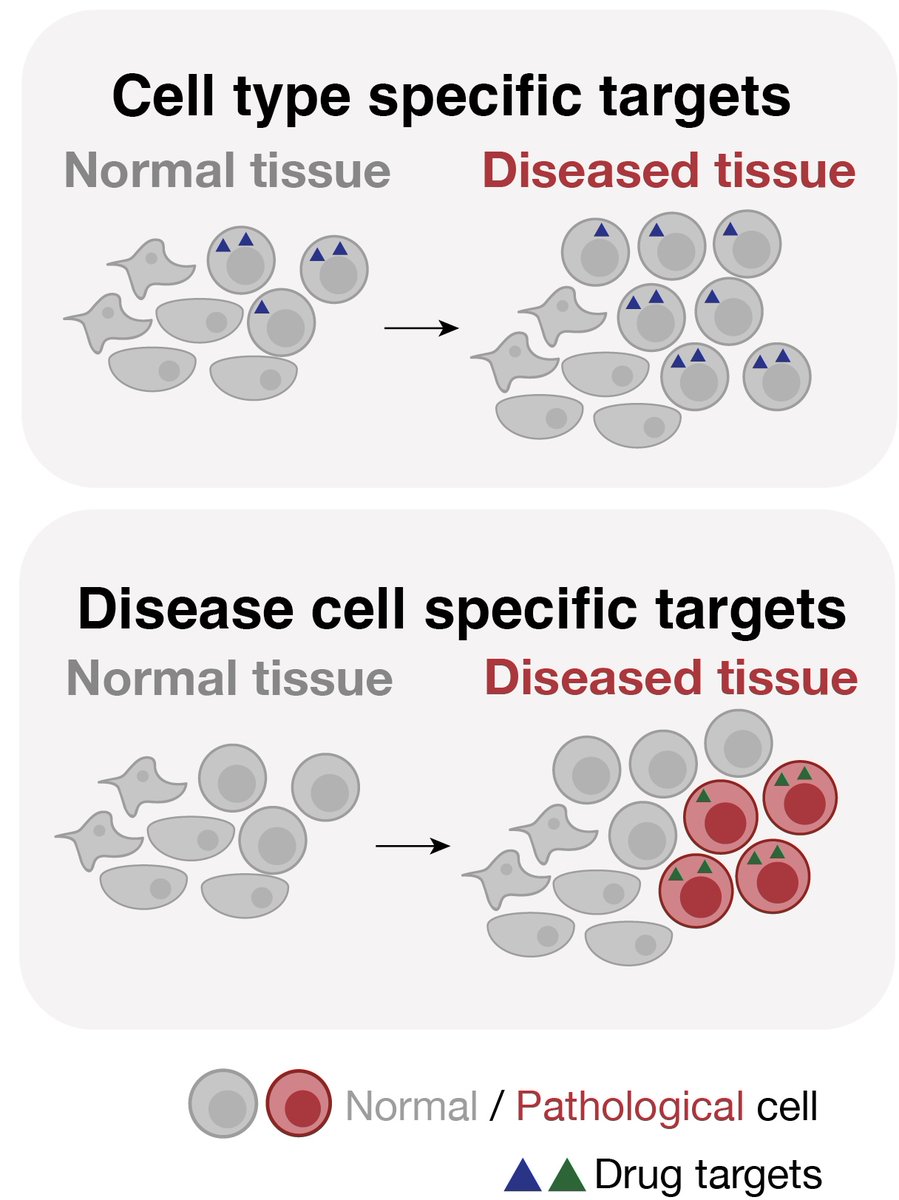 Cell type specific targets
Normal tissue
Diseased tissue
Disease cell specific targets
Normal tissue
Diseased tissue
Normal / Pathological cell
Drug targets